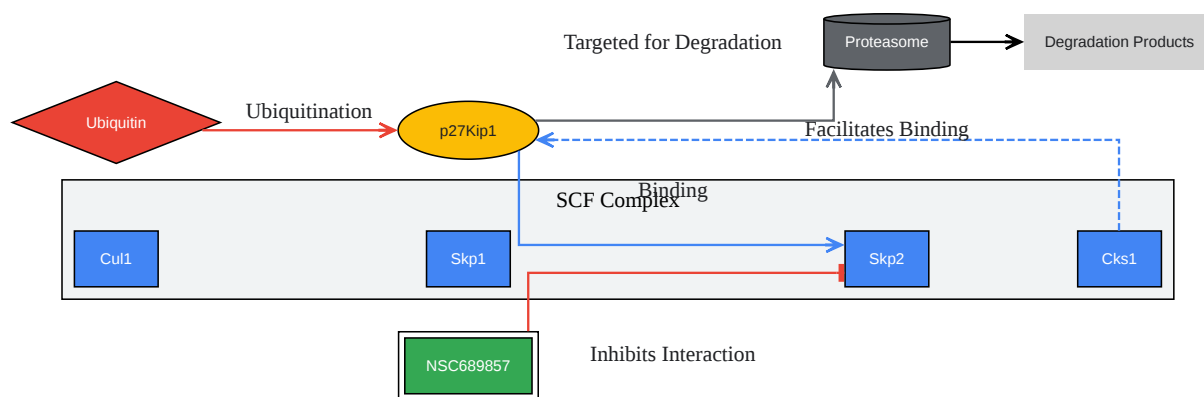 Targeted for Degradation
Proteasome
Degradation Products
Ubiquitin
Ubiquitination
p27Kip1
Facilitates Binding
Binding
SCF Complex
Cul1
Skp1
Skp2
Cks1
NSC689857
Inhibits Interaction